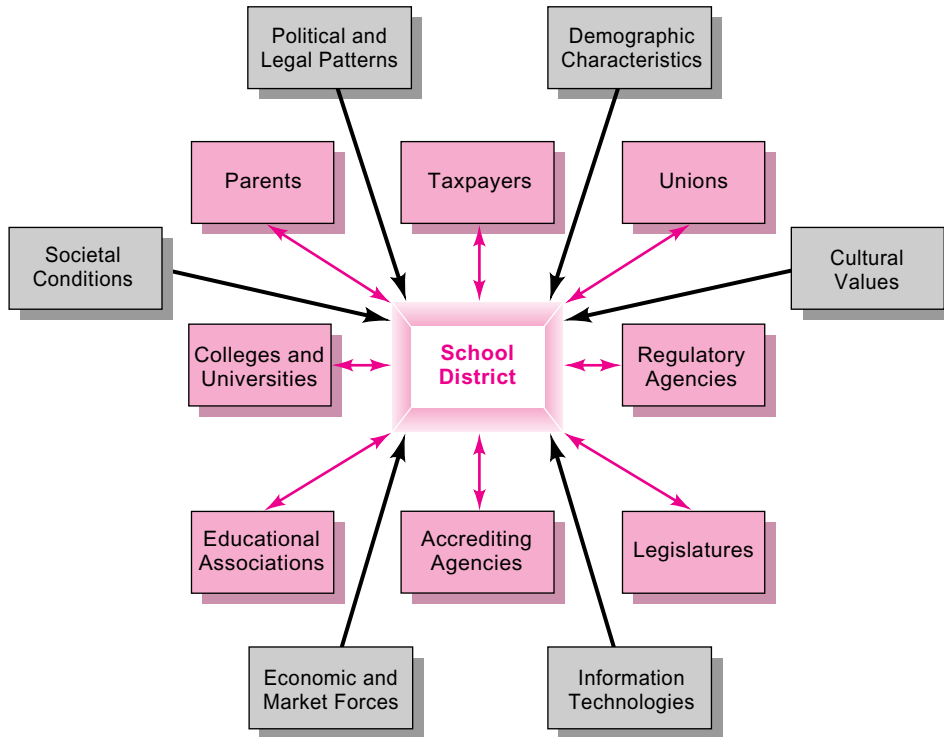 Political and
Legal Patterns
Demographic
Characteristics
Parents
Taxpayers
Unions
Societal
Conditions
Cultural
Values
Colleges and
Universities
School
District
Regulatory
Agencies
Educational
Associations
Accrediting
Agencies
Legislatures
Economic and
Market Forces
Information
Technologies